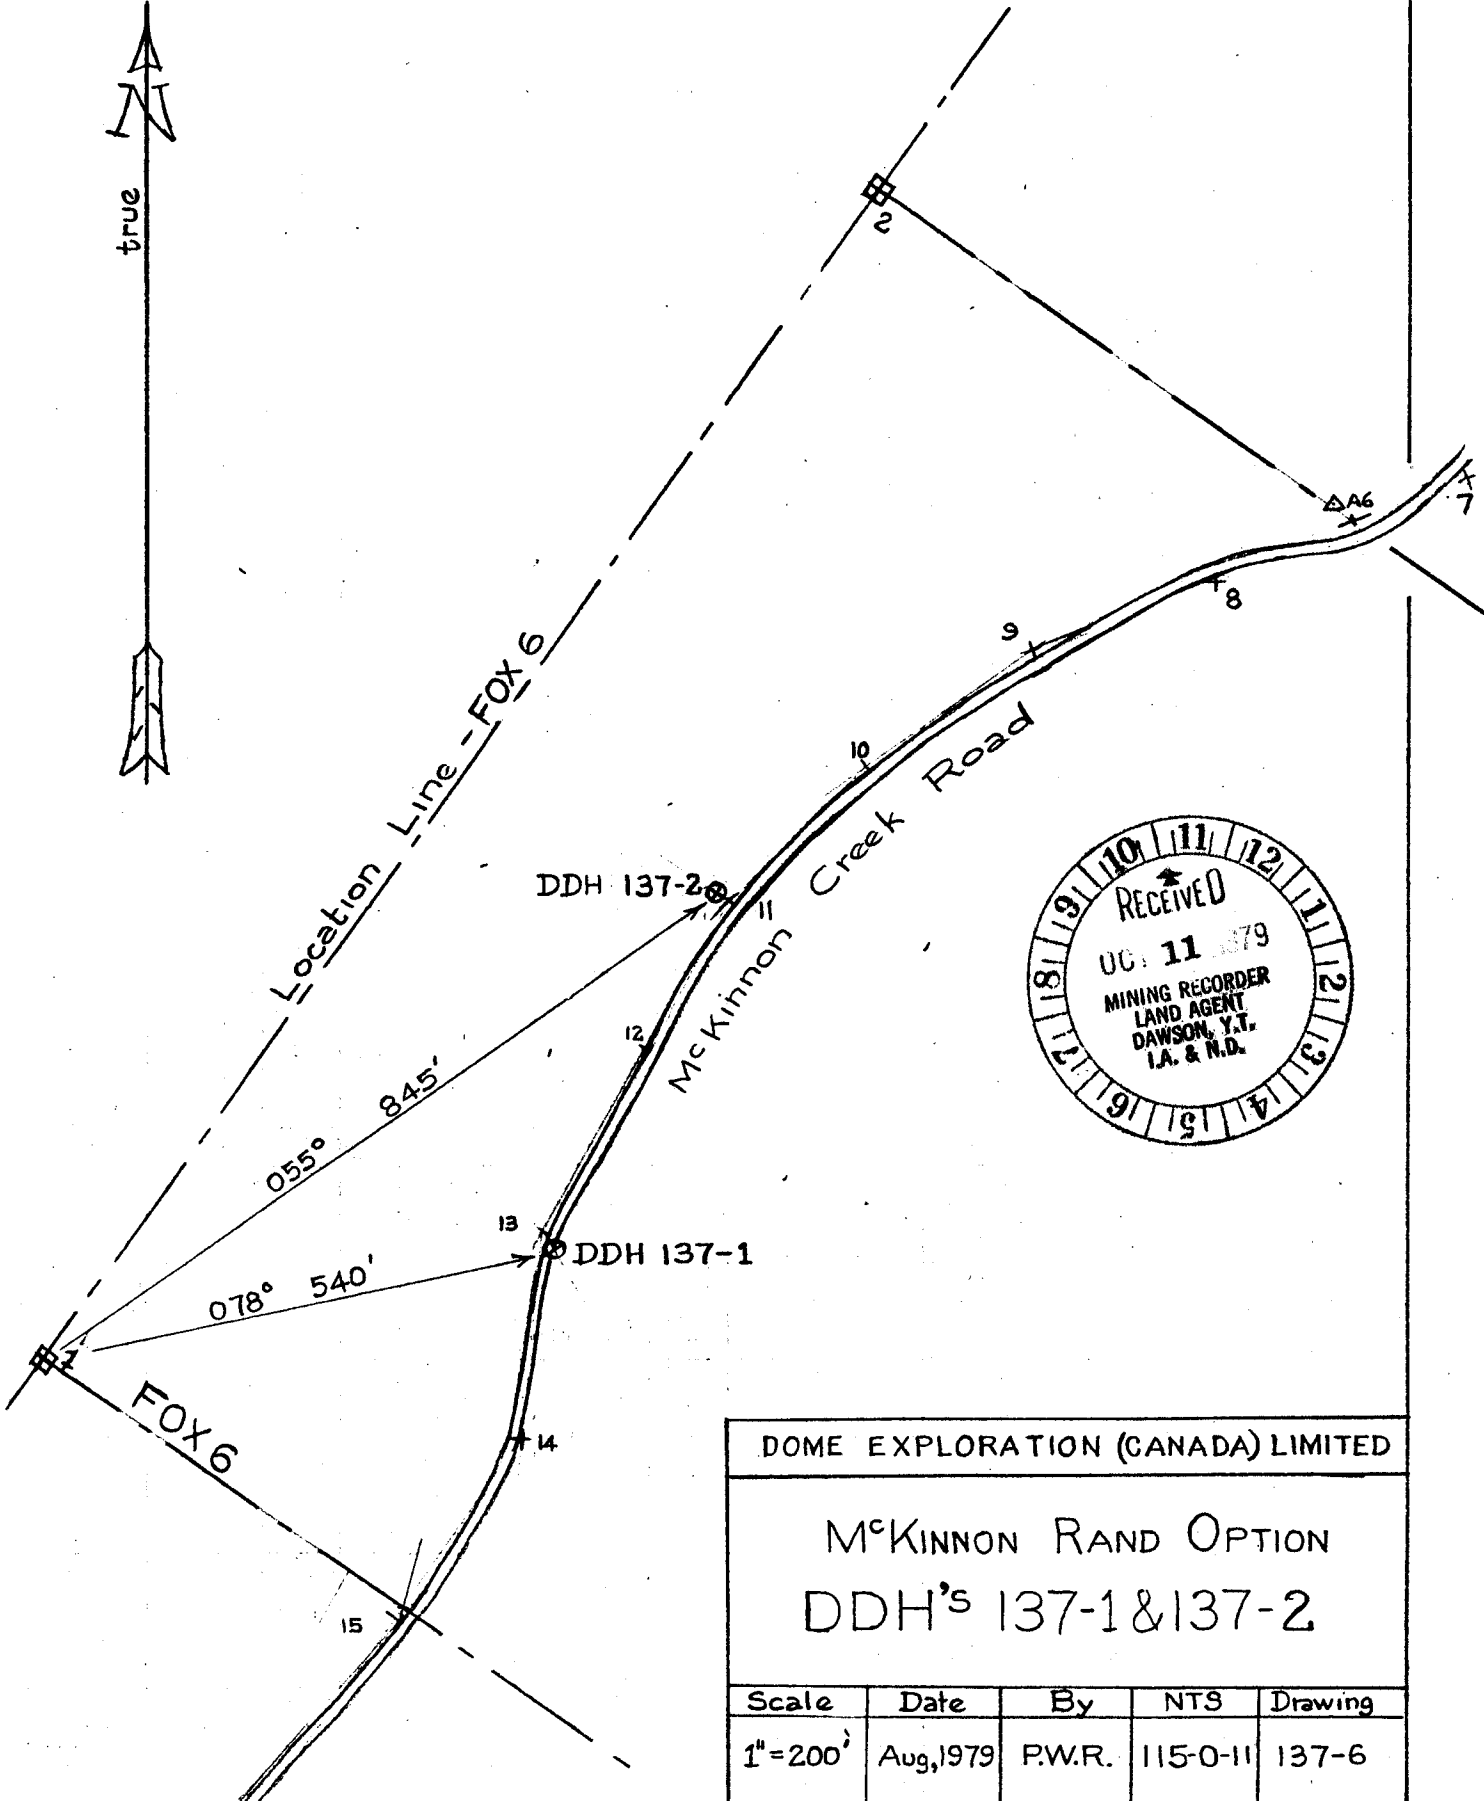 N
true
2
△A6
7
8
9
10
Location Line - FOX 6
McKinnon Creek Road
DDH 137-2
11
12
845'
055°
13
DDH 137-1
078° 540'
1
FOX 6
14
15
10 11 12 1 2 3 4 5 6 7 8 9
RECEIVED
OCT 11 1979
MINING RECORDER
LAND AGENT
DAWSON, Y.T.
I.A. & N.D.
DOME EXPLORATION (CANADA) LIMITED
McKINNON RAND OPTION
DDH's 137-1 & 137-2
Scale Date By NTS Drawing
1"=200' Aug, 1979 P.W.R. 115-0-11 137-6